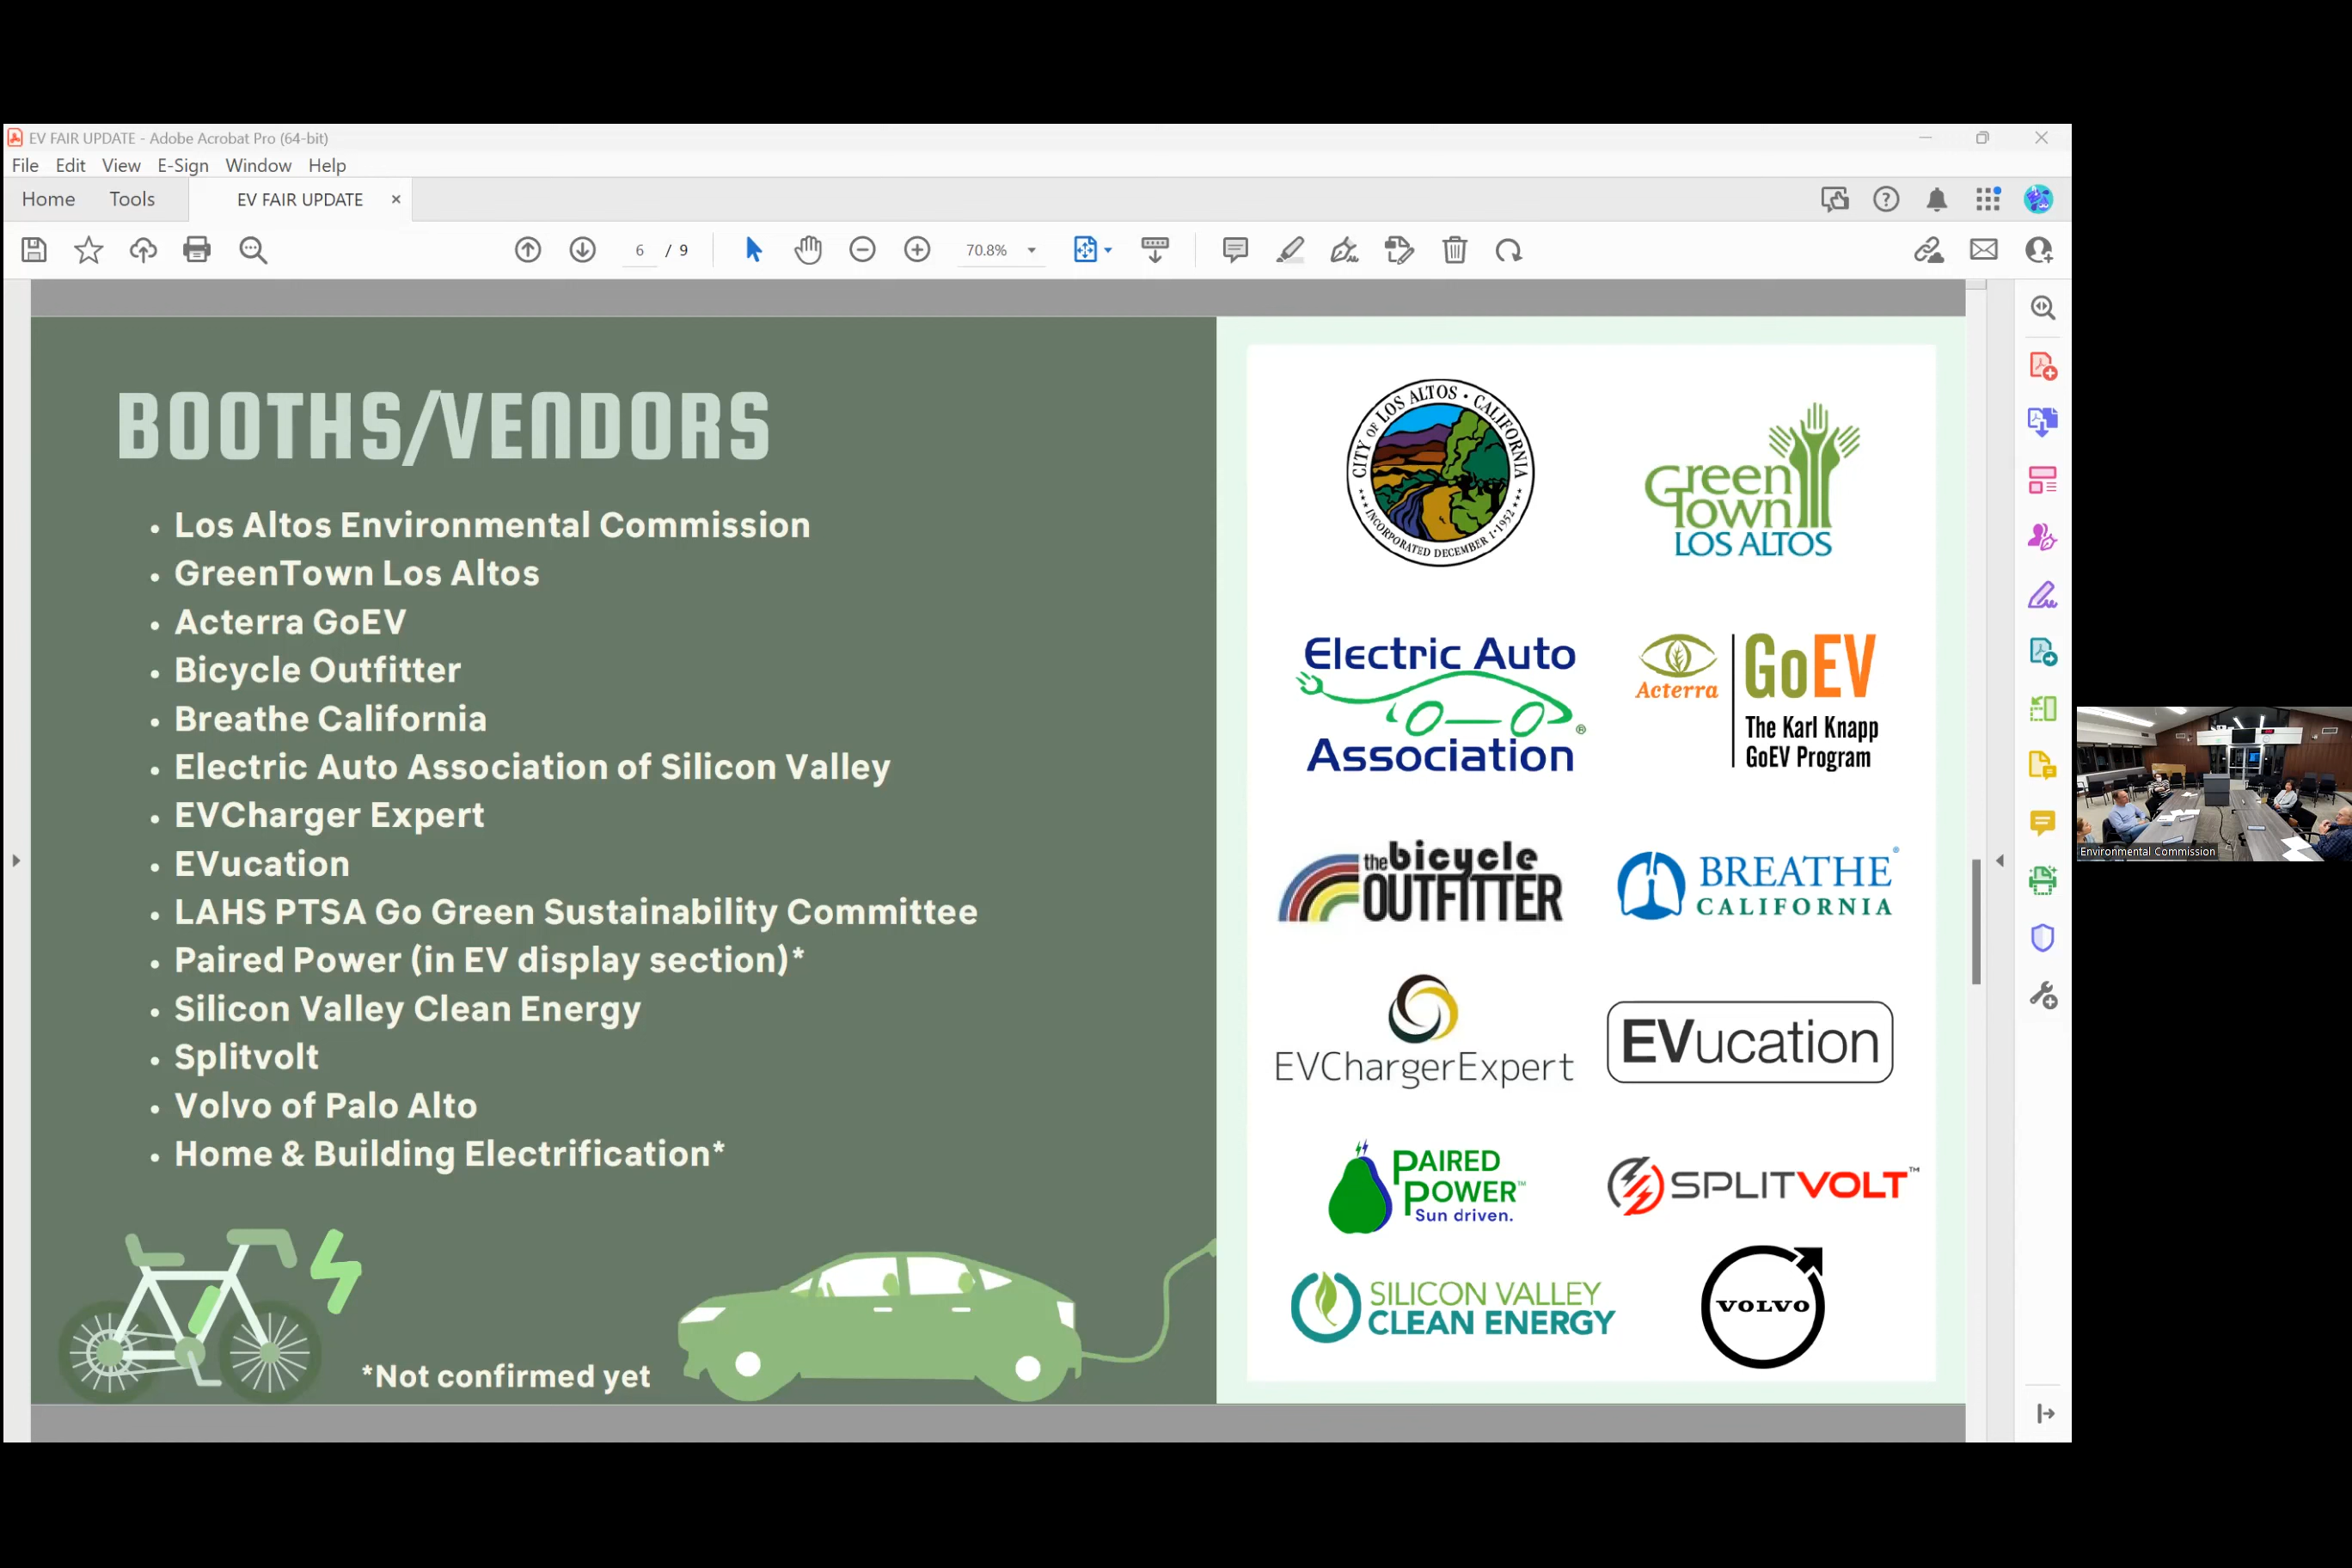 EV FAIR UPDATE - Adobe Acrobat Pro (64-bit)
File Edit View E-Sign Window Help
Home Tools EV FAIR UPDATE
6 / 9 70.8%
BOOTHS/VENDORS
• Los Altos Environmental Commission
• GreenTown Los Altos
• Acterra GoEV
• Bicycle Outfitter
• Breathe California
• Electric Auto Association of Silicon Valley
• EVCharger Expert
• EVucation
• LAHS PTSA Go Green Sustainability Committee
• Paired Power (in EV display section)*
• Silicon Valley Clean Energy
• Splitvolt
• Volvo of Palo Alto
• Home & Building Electrification*
*Not confirmed yet
CITY OF LOS ALTOS • CALIFORNIA
INCORPORATED DECEMBER 1•1952
Green
Town
LOS ALTOS
Electric Auto
Association
®
Acterra
GoEV
The Karl Knapp
GoEV Program
the bicycle
OUTFITTER
BREATHE
CALIFORNIA
EVChargerExpert
EVucation
PAIRED
POWER™
Sun driven.
SPLITVOLT™
SILICON VALLEY
CLEAN ENERGY
VOLVO
Environmental Commission